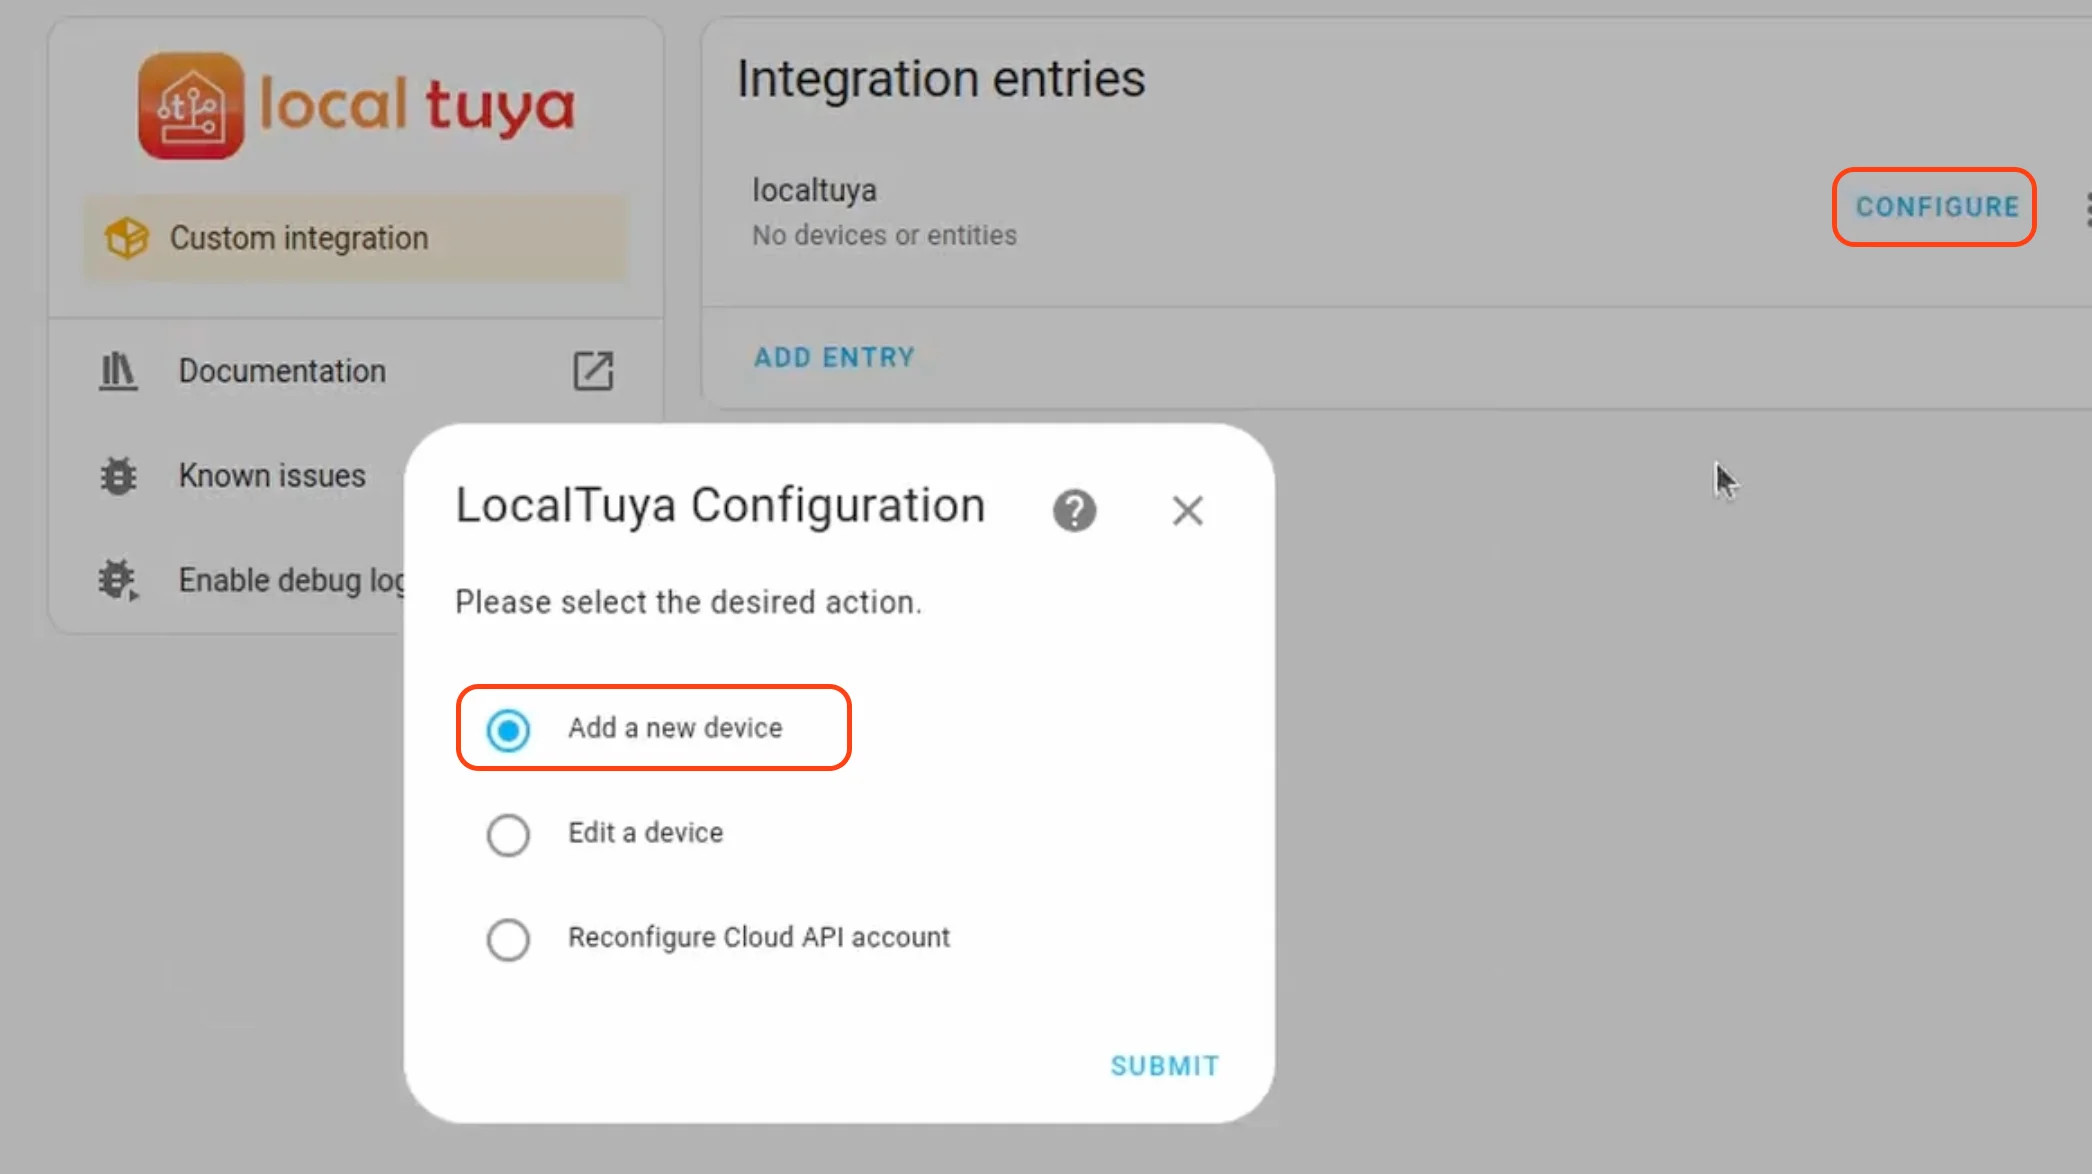 local tuya
Custom integration
Documentation
Known issues
Enable debug log
Integration entries
localtuya
No devices or entities
CONFIGURE
ADD ENTRY
LocalTuya Configuration
Please select the desired action.
Add a new device
Edit a device
Reconfigure Cloud API account
SUBMIT